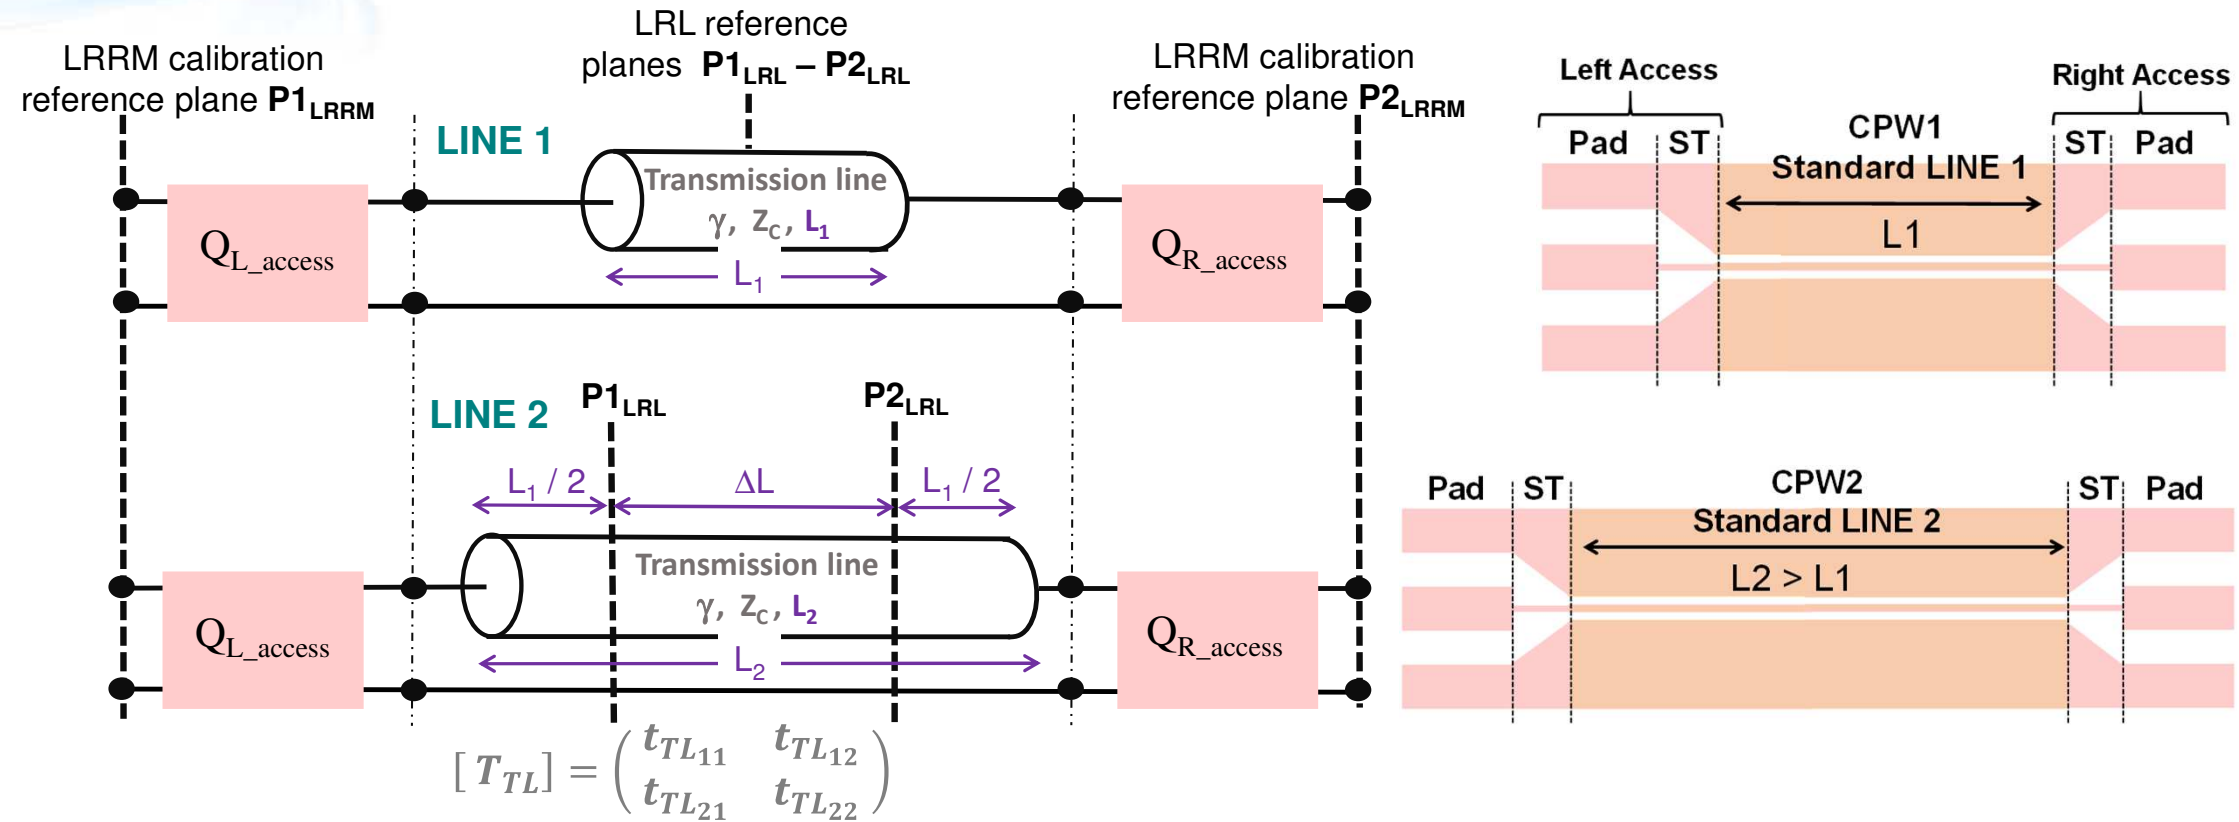 LRRM calibration
reference plane P1LRRM
LRL reference
planes P1LRL – P2LRL
LRRM calibration
reference plane P2LRRM
LINE 1
Transmission line
γ, ZC, L1
L1
QL_access
QR_access
LINE 2
P1LRL
P2LRL
L1 / 2
ΔL
L1 / 2
Transmission line
γ, ZC, L2
L2
QL_access
QR_access
[TTL] = ( tTL11 tTL12
tTL21 tTL22 )
Left Access
Right Access
Pad ST
CPW1
Standard LINE 1
L1
ST Pad
Pad ST
CPW2
Standard LINE 2
L2 > L1
ST Pad